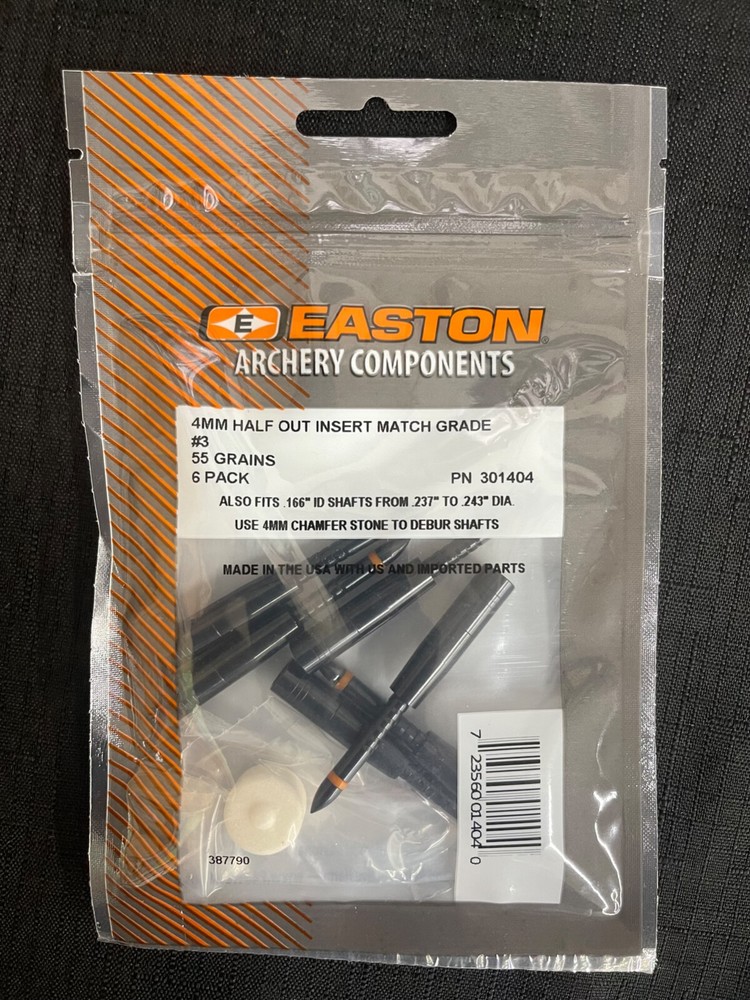 E EASTON®
ARCHERY COMPONENTS
4MM HALF OUT INSERT MATCH GRADE
#3
55 GRAINS
6 PACK PN 301404
ALSO FITS .166" ID SHAFTS FROM .237" TO .243" DIA.
USE 4MM CHAMFER STONE TO DEBUR SHAFTS
MADE IN THE USA WITH US AND IMPORTED PARTS
7 23560 01404 0
387790